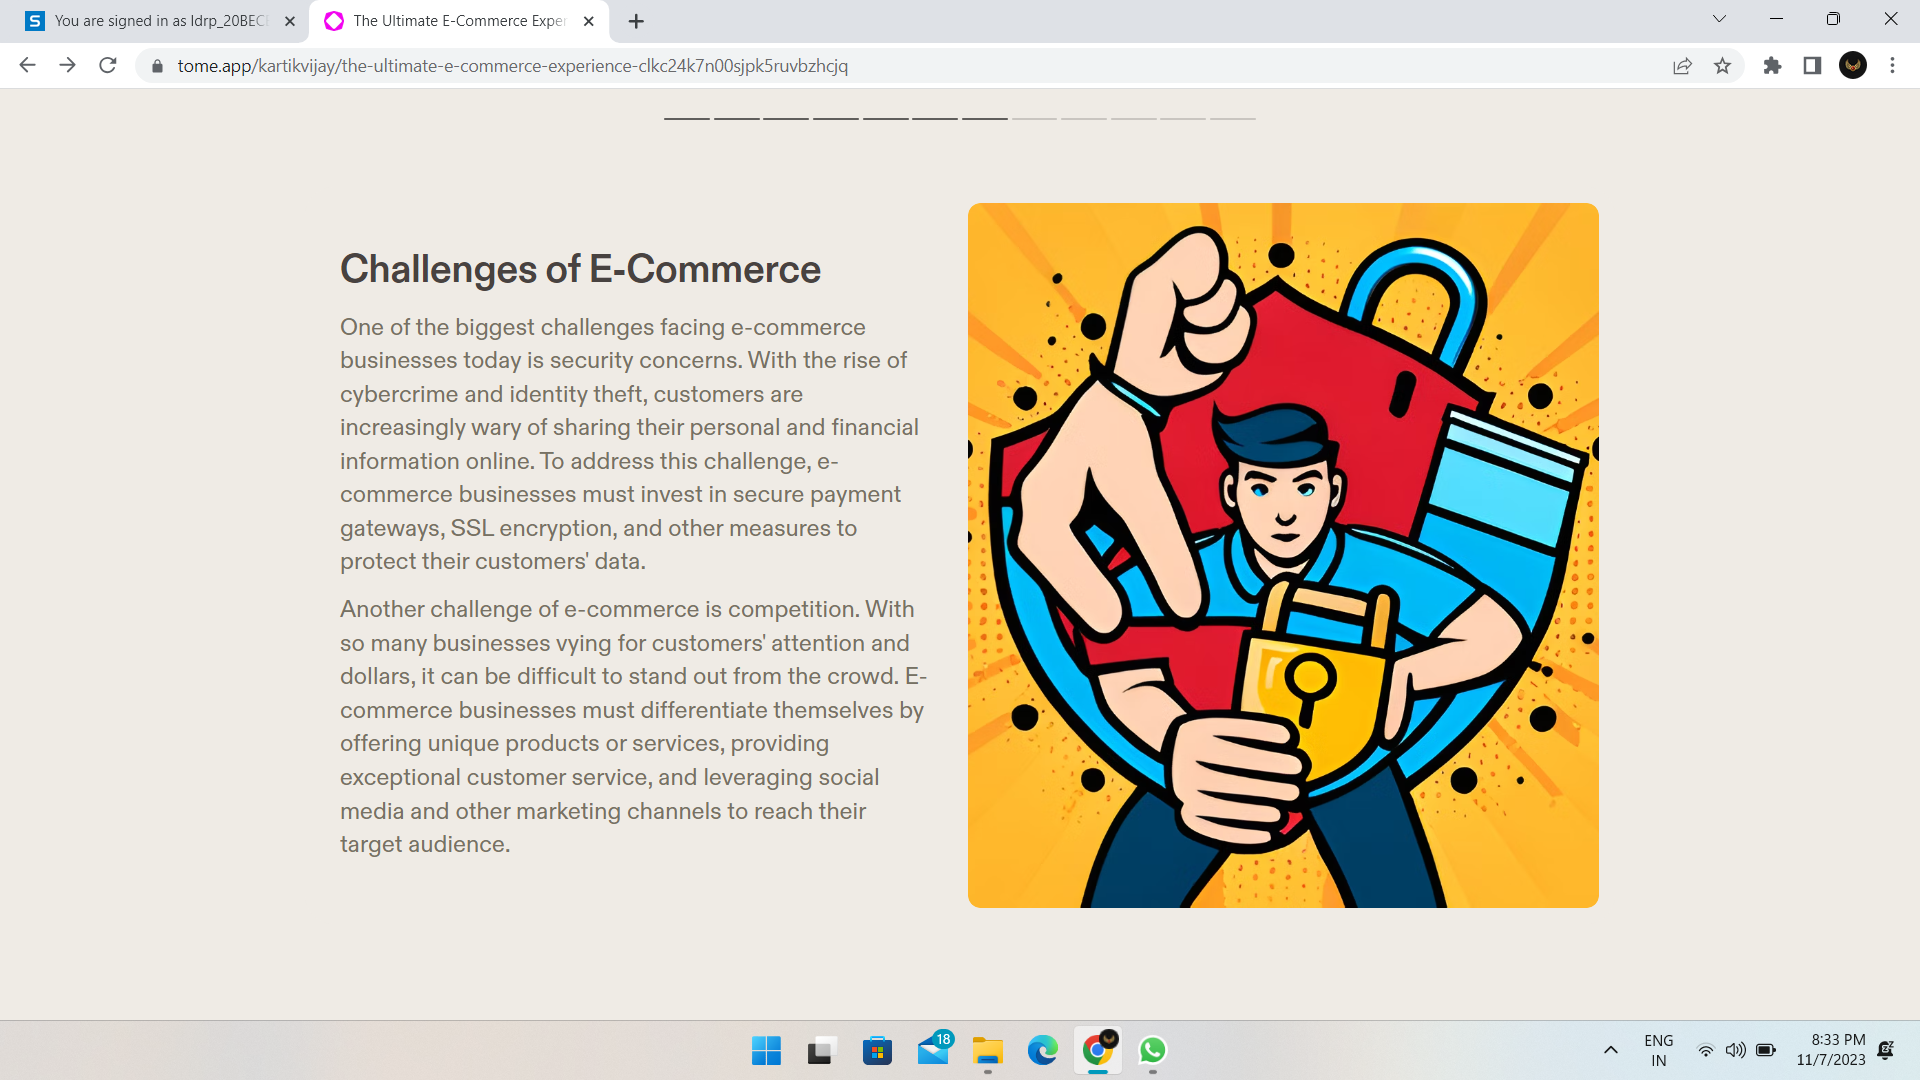 You are signed in as ldrp_20BECE
The Ultimate E-Commerce Exper
tome.app/kartikvijay/the-ultimate-e-commerce-experience-clkc24k7n00sjpk5ruvbzhcjq
Challenges of E-Commerce
One of the biggest challenges facing e-commerce
businesses today is security concerns. With the rise of
cybercrime and identity theft, customers are
increasingly wary of sharing their personal and financial
information online. To address this challenge, e-
commerce businesses must invest in secure payment
gateways, SSL encryption, and other measures to
protect their customers' data.
Another challenge of e-commerce is competition. With
so many businesses vying for customers' attention and
dollars, it can be difficult to stand out from the crowd. E-
commerce businesses must differentiate themselves by
offering unique products or services, providing
exceptional customer service, and leveraging social
media and other marketing channels to reach their
target audience.
18
ENG
IN
8:33 PM
11/7/2023